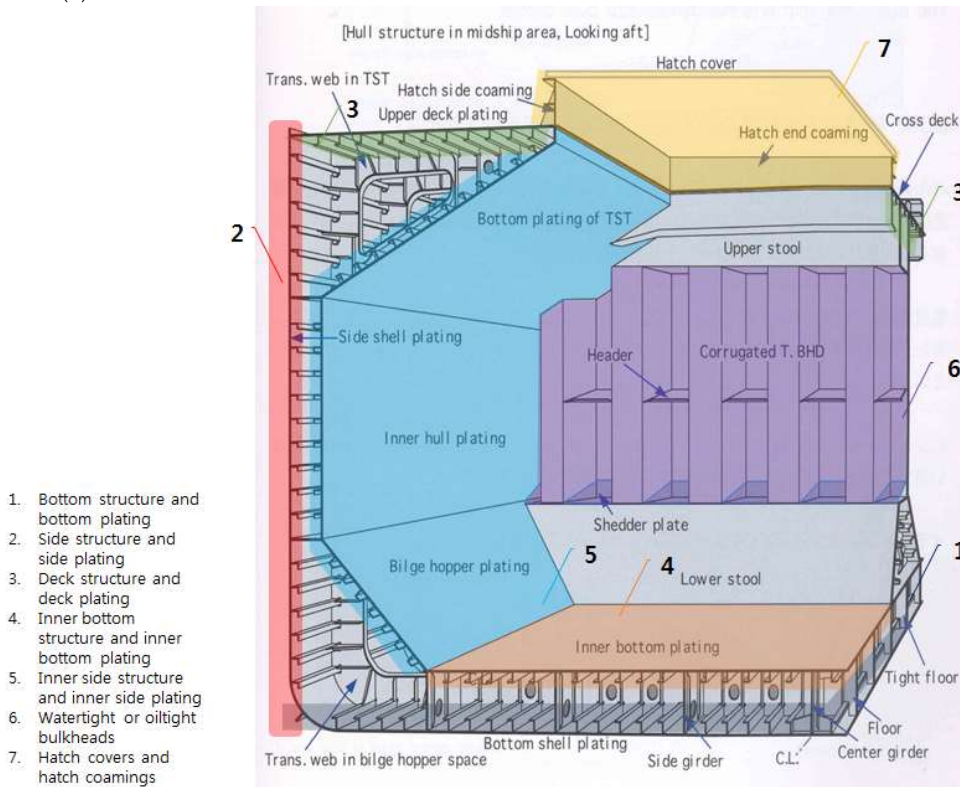 [Hull structure in midship area, Looking aft]
7
Hatch cover
Trans. web in TST
Hatch side coaming
3
Upper deck plating
Cross deck
Hatch end coaming
3
Bottom plating of TST
2
Upper stool
Side shell plating
Header
Corrugated T. BHD
6
Inner hull plating
Shedder plate
1
Bilge hopper plating
5
4
Lower stool
Inner bottom plating
Tight floor
Floor
Bottom shell plating
Center girder
Trans. web in bilge hopper space
Side girder
C.L.
1. Bottom structure and
bottom plating
2. Side structure and
side plating
3. Deck structure and
deck plating
4. Inner bottom
structure and inner
bottom plating
5. Inner side structure
and inner side plating
6. Watertight or oiltight
bulkheads
7. Hatch covers and
hatch coamings